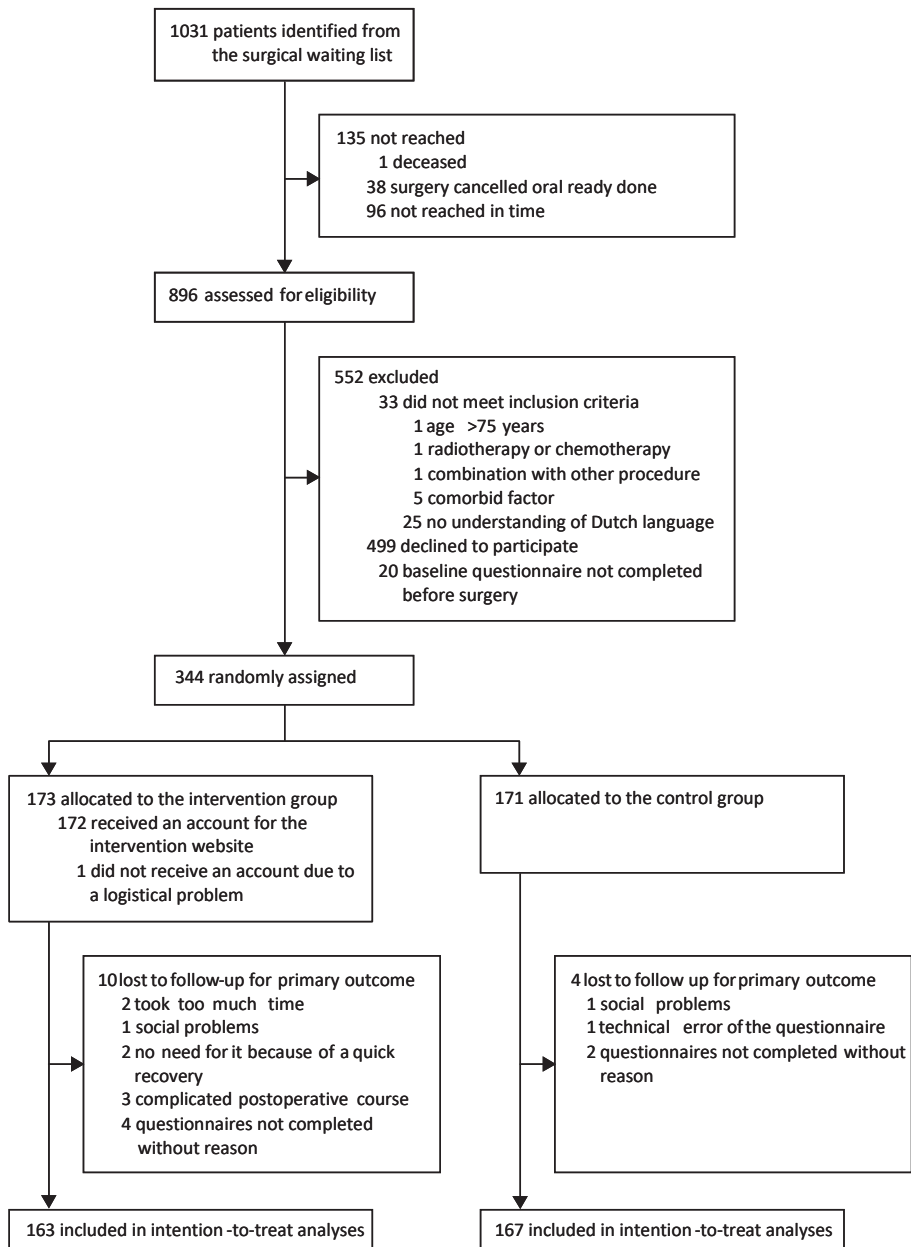 1031 patients identified from
the surgical waiting list
135 not reached
1 deceased
38 surgery cancelled oral ready done
96 not reached in time
896 assessed for eligibility
552 excluded
33 did not meet inclusion criteria
1 age >75 years
1 radiotherapy or chemotherapy
1 combination with other procedure
5 comorbid factor
25 no understanding of Dutch language
499 declined to participate
20 baseline questionnaire not completed
before surgery
344 randomly assigned
173 allocated to the intervention group
172 received an account for the
intervention website
1 did not receive an account due to
a logistical problem
171 allocated to the control group
10 lost to follow-up for primary outcome
2 took too much time
1 social problems
2 no need for it because of a quick
recovery
3 complicated postoperative course
4 questionnaires not completed
without reason
4 lost to follow up for primary outcome
1 social problems
1 technical error of the questionnaire
2 questionnaires not completed without
reason
163 included in intention-to-treat analyses
167 included in intention-to-treat analyses